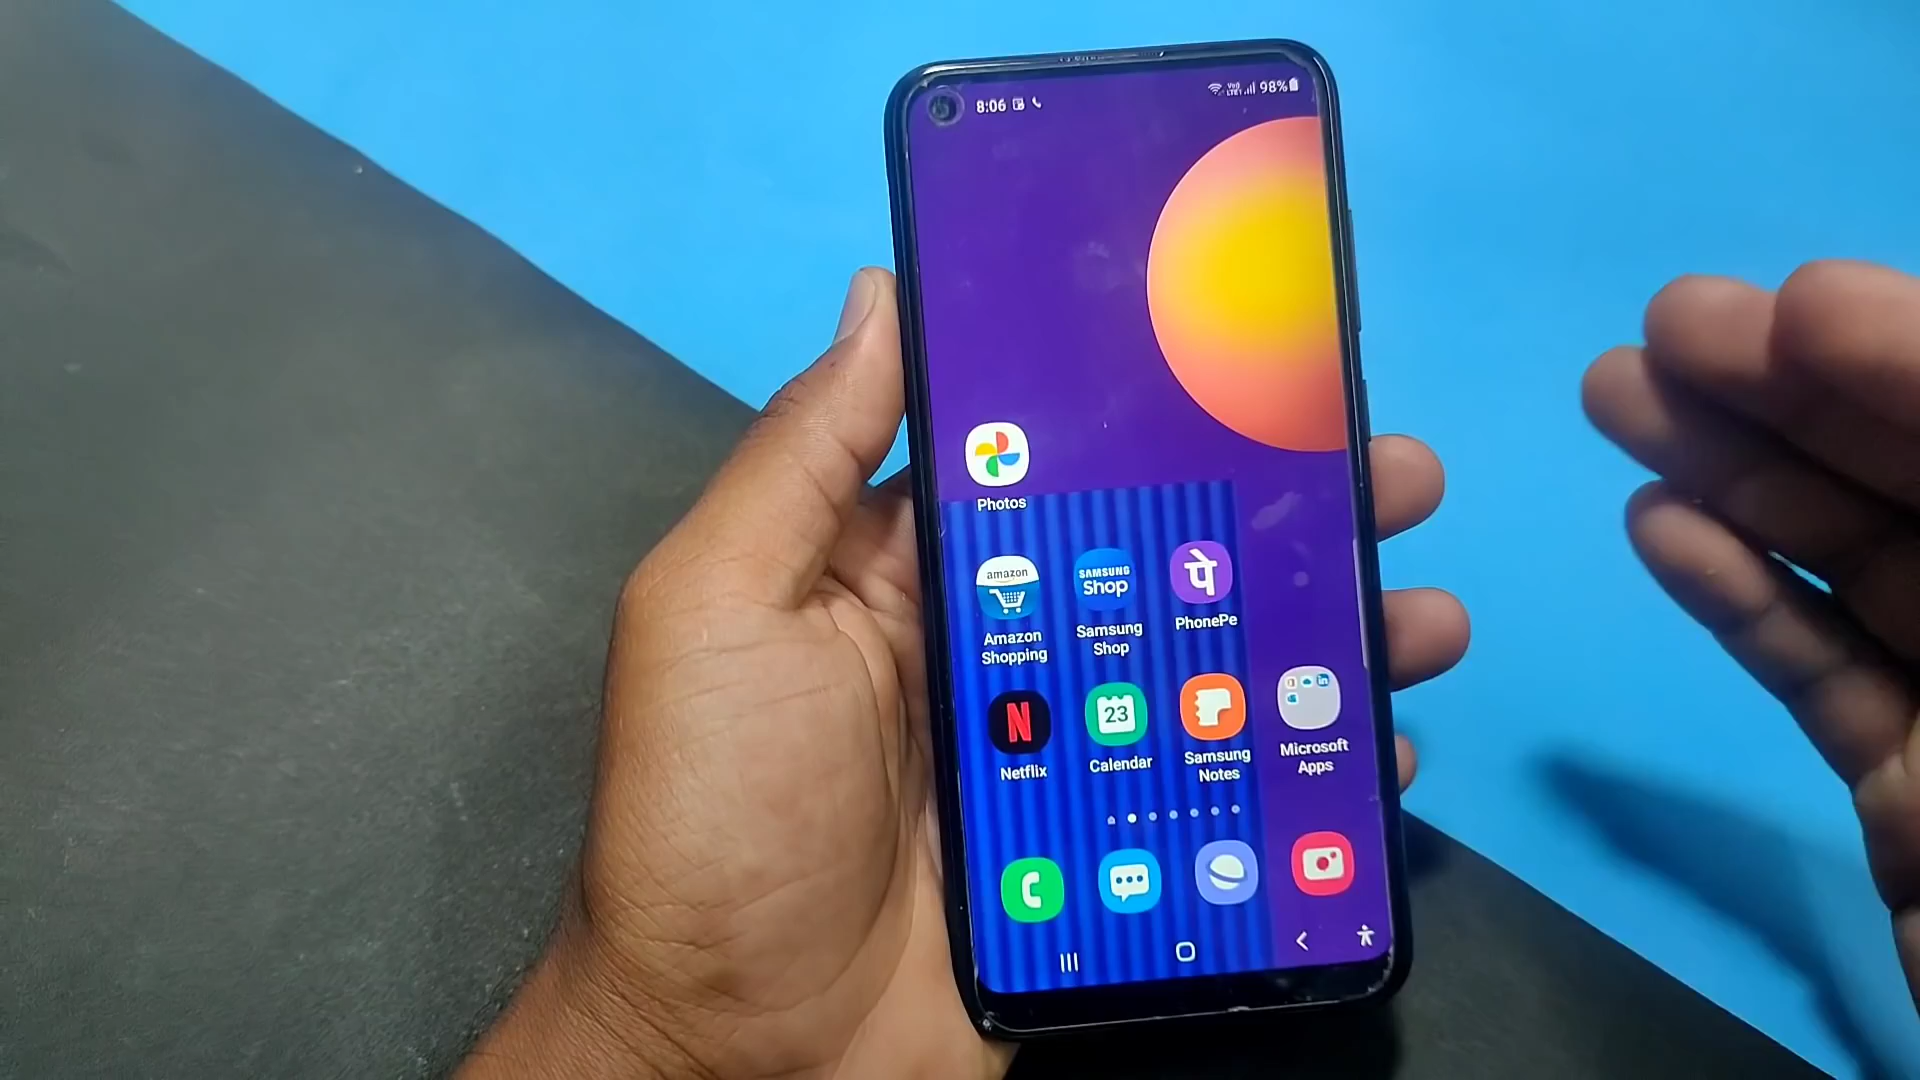 8:06
98%
Photos
amazon
SAMSUNG
Shop
पे
Amazon
Shopping
Samsung
Shop
PhonePe
N
23
in
Netflix
Calendar
Samsung
Notes
Microsoft
Apps